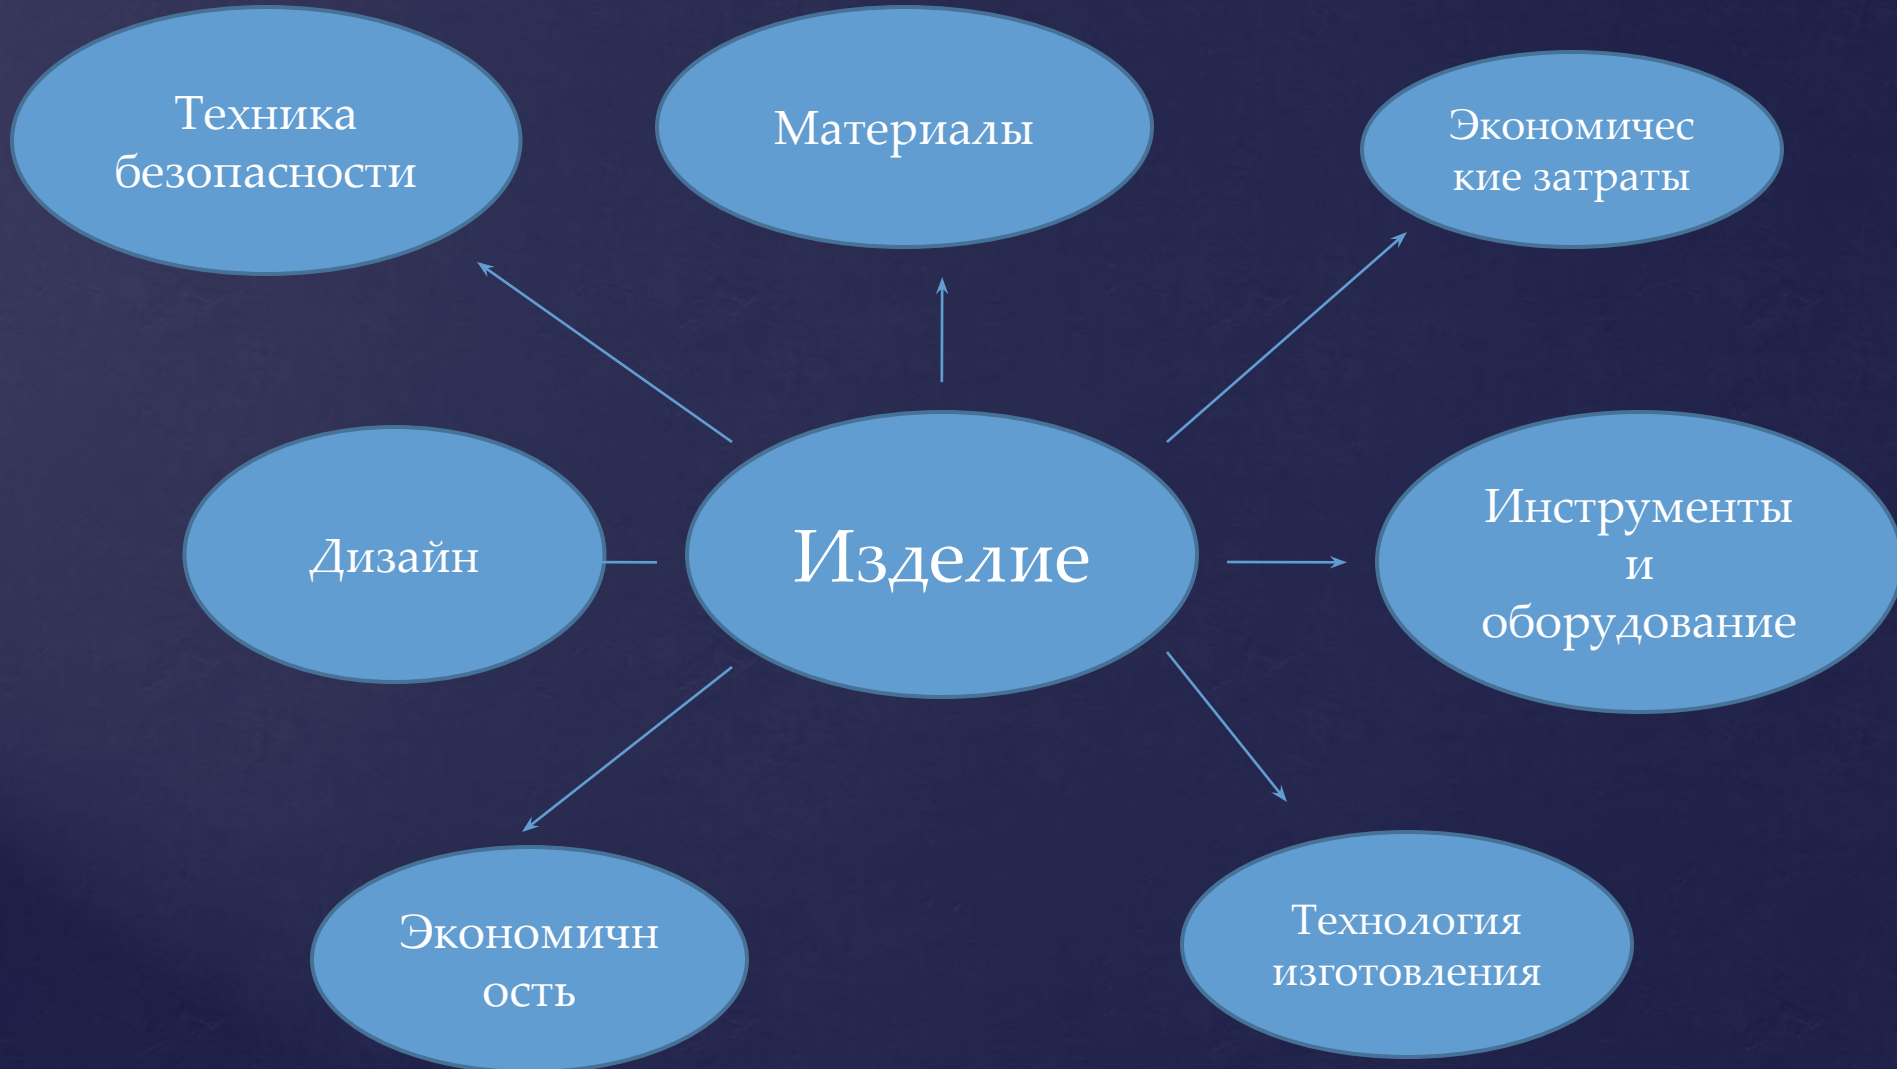 Техника
безопасности
Материалы
Экономичес
кие затраты
Дизайн
Изделие
Инструменты
и
оборудование
Экономичн
ость
Технология
изготовления